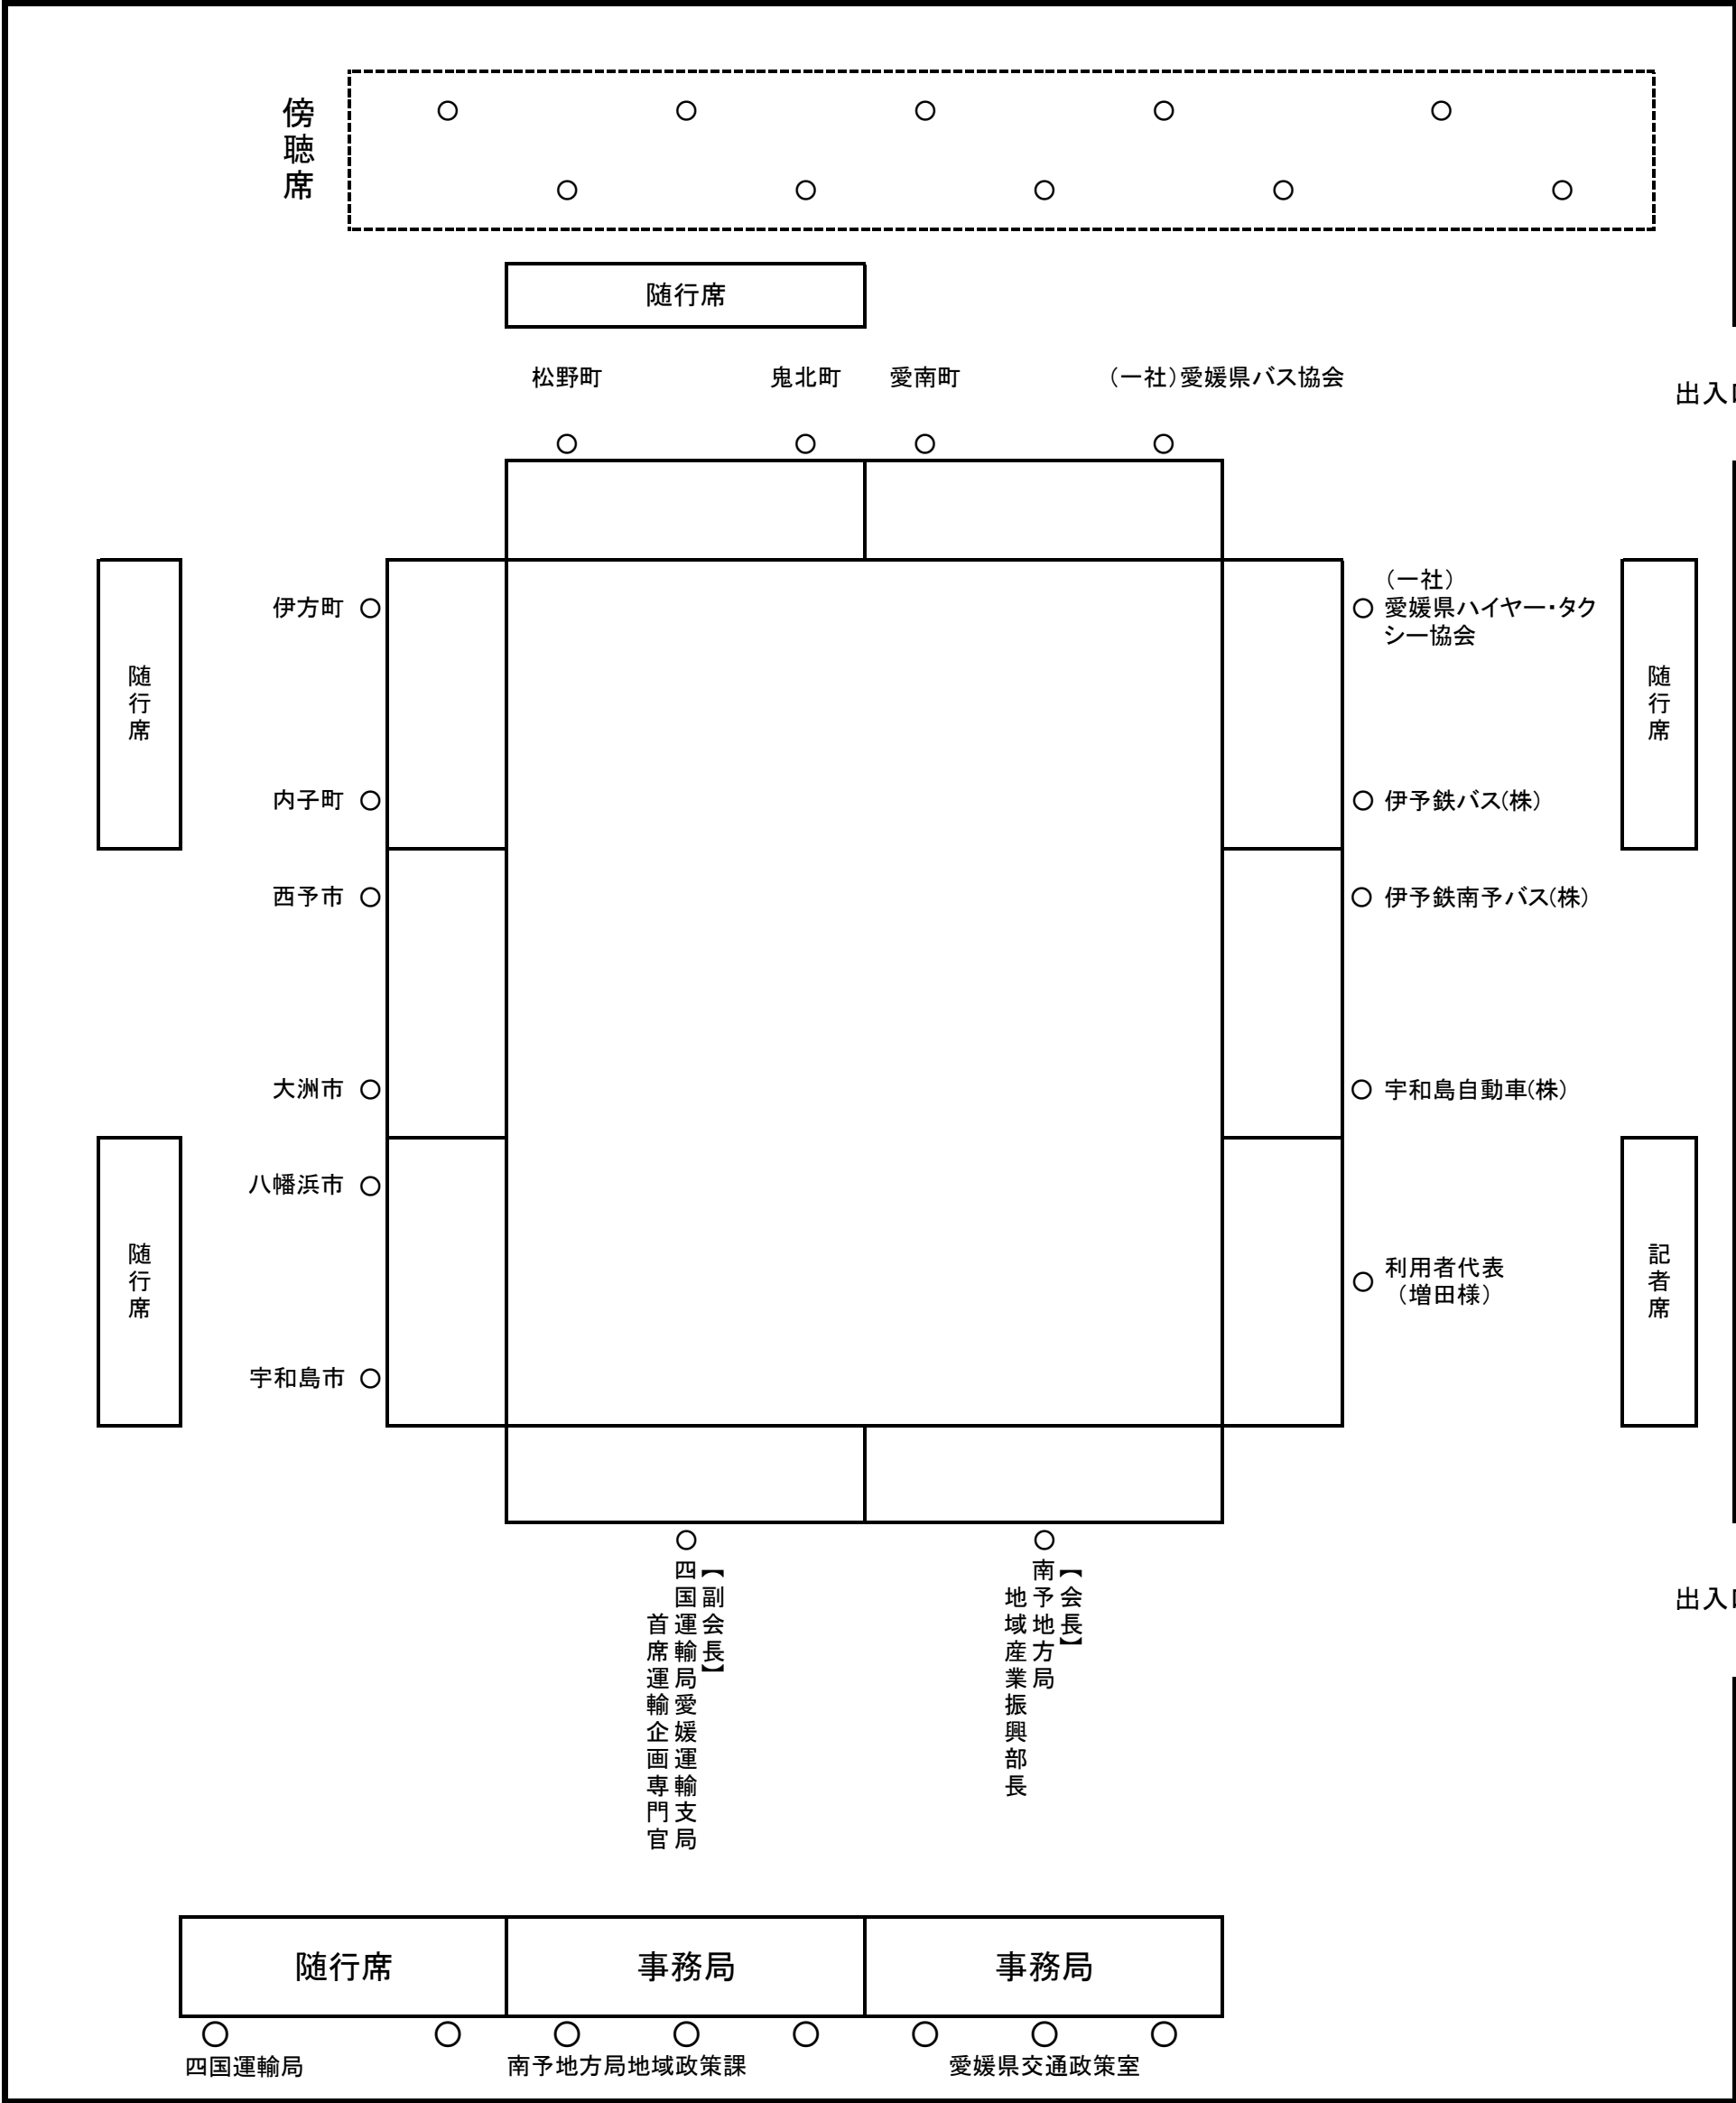 傍聴席
随行席
松野町
鬼北町
愛南町
（一社）愛媛県バス協会
出入
伊方町
（一社）
愛媛県ハイヤー・タク
シー協会
随行席
随行席
内子町
伊予鉄バス(株)
西予市
伊予鉄南予バス(株)
大洲市
宇和島自動車(株)
八幡浜市
随行席
利用者代表
（増田様）
記者席
宇和島市
【会長】
南予地方局
地域産業振興部長
【副会長】
四国運輸局愛媛運輸支局
首席運輸企画専門官
出入
随行席
事務局
事務局
四国運輸局
南予地方局地域政策課
愛媛県交通政策室